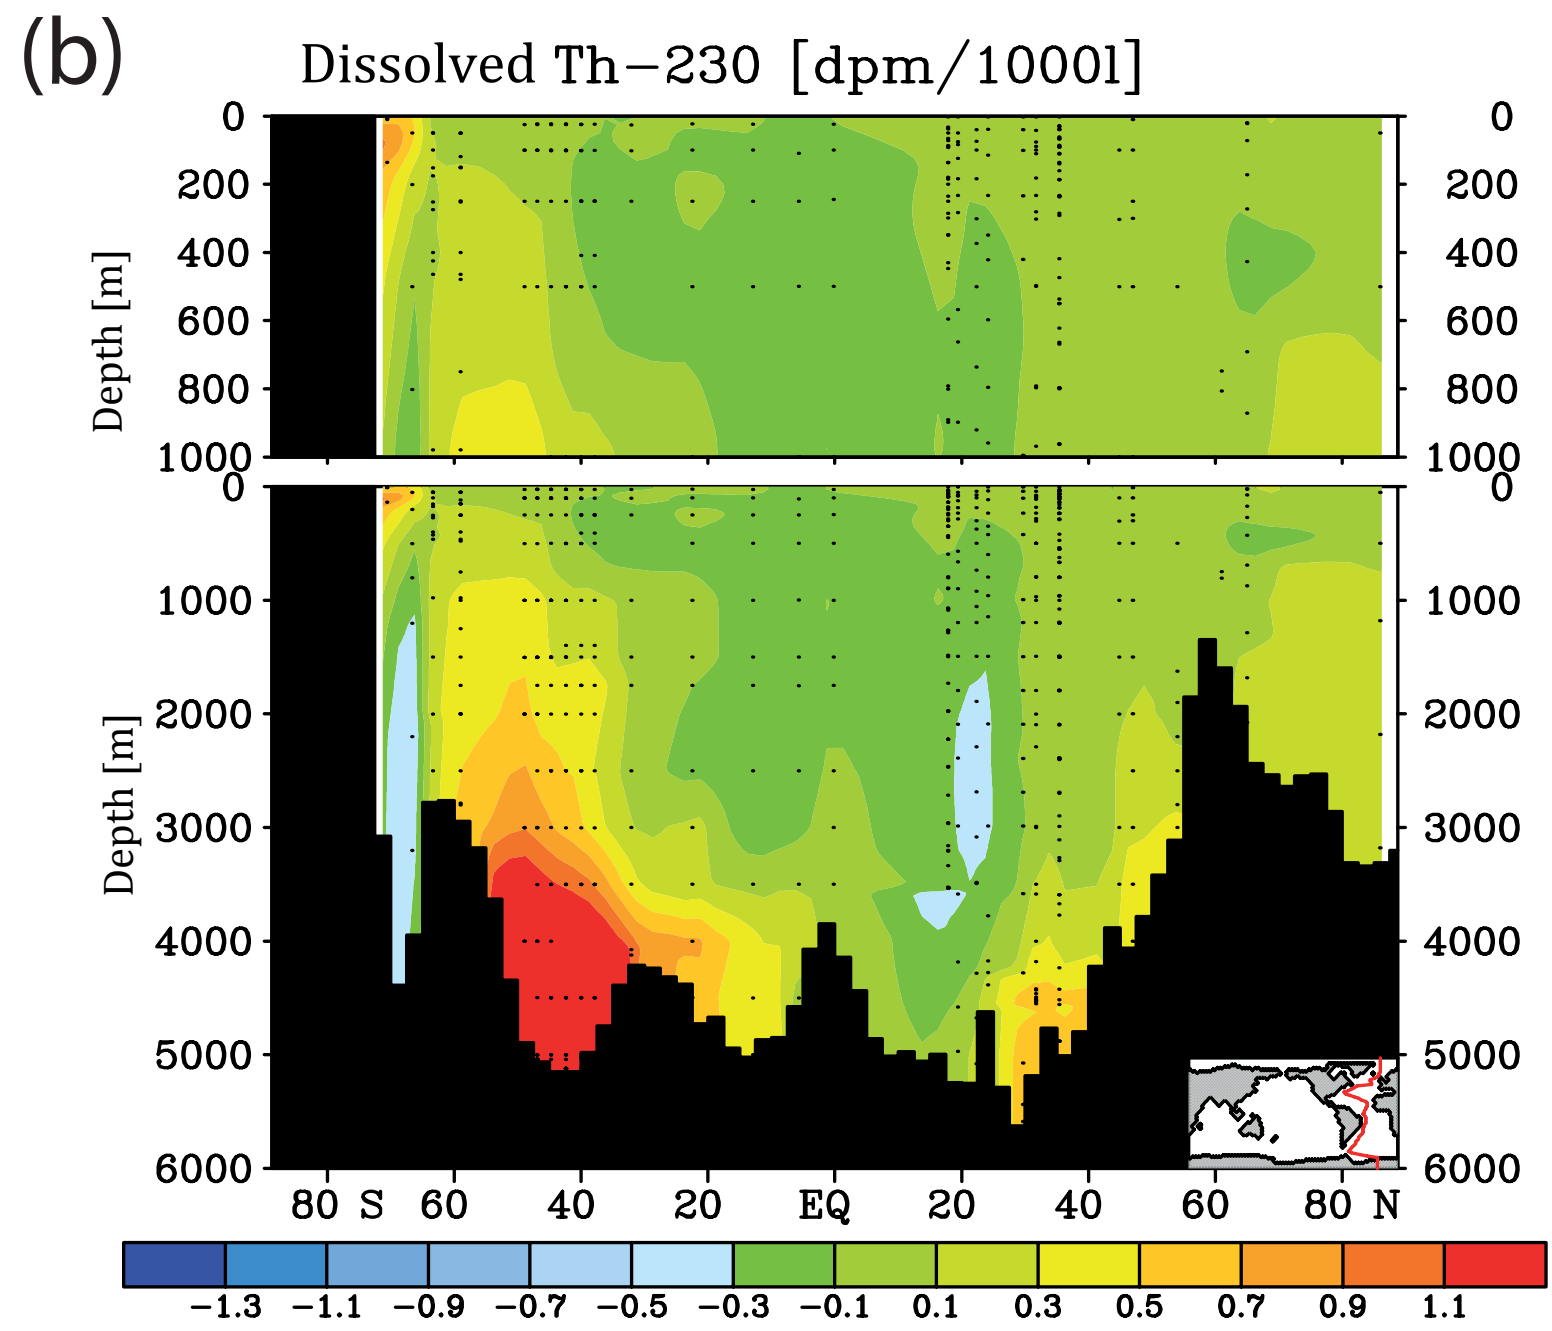 (b)
Dissolved Th−230 [dpm/1000l]
0 0
200 200
400 400
600 600
800 800
1000 1000
Depth [m]
0 0
1000 1000
2000 2000
3000 3000
4000 4000
5000 5000
6000 6000
Depth [m]
80 S 60 40 20 EQ 20 40 60 80 N
−1.3 −1.1 −0.9 −0.7 −0.5 −0.3 −0.1 0.1 0.3 0.5 0.7 0.9 1.1